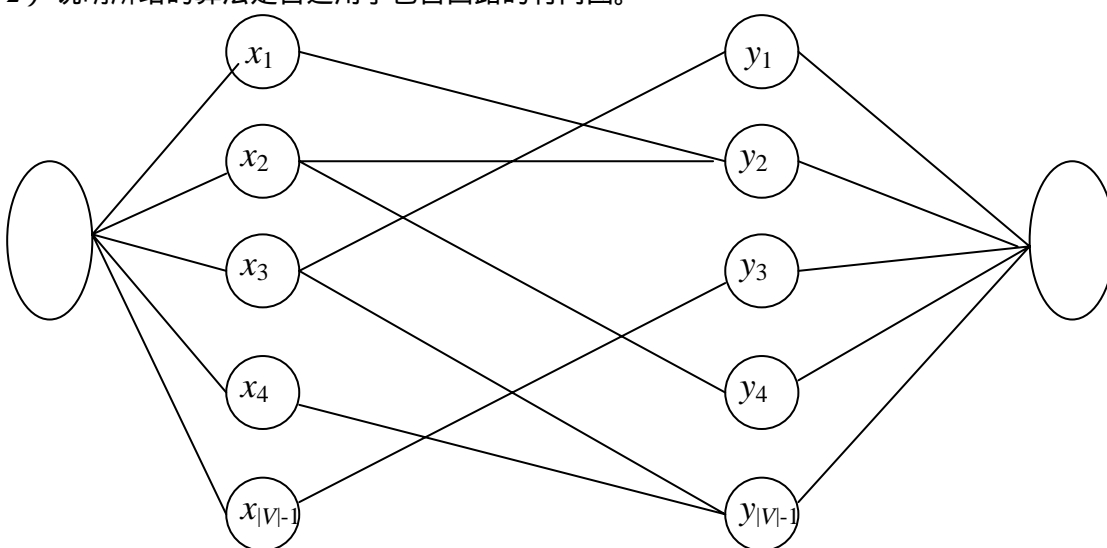 2）说明所给的算法是否适用于包含回路的有向图。
x1 y1
x2 y2
x3 y3
x4 y4
x|V|-1 y|V|-1